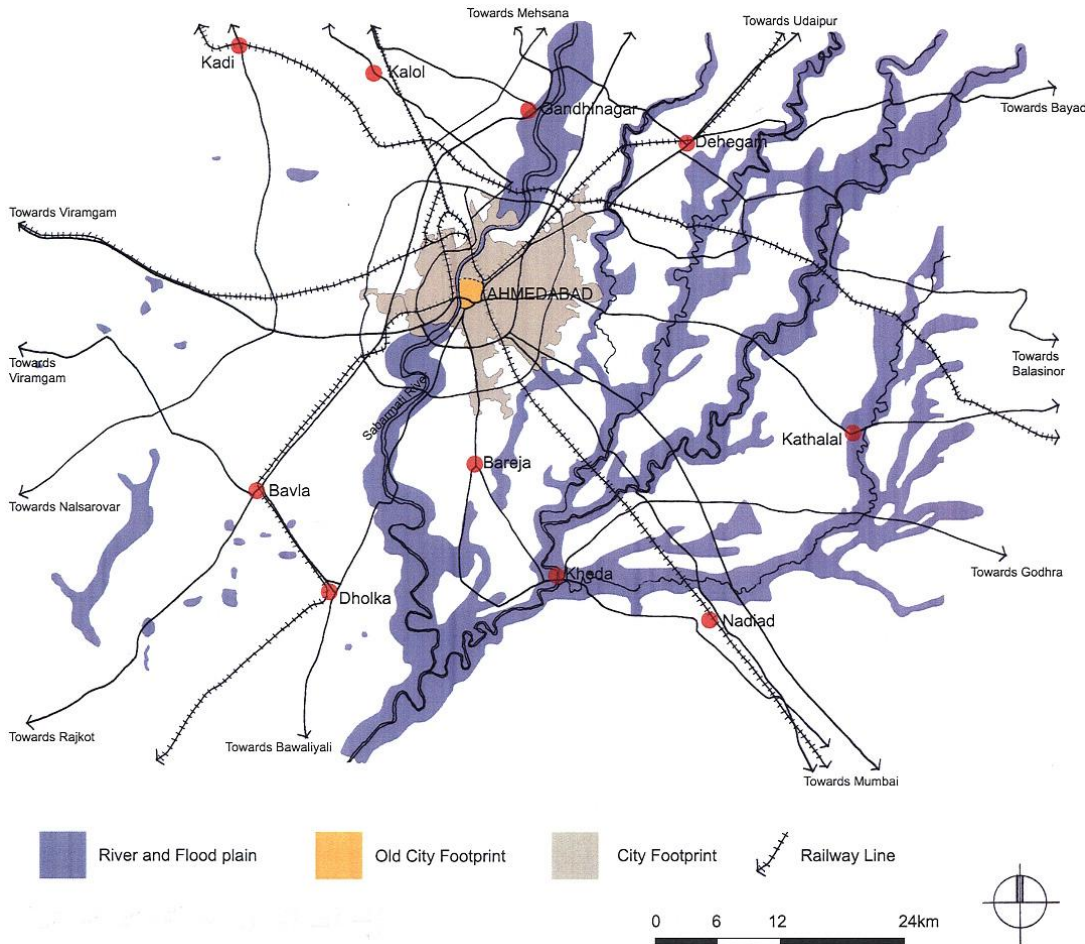 Towards Mehsana
Towards Udaipur
Kadi
Kalol
Gandhinagar
Towards Bayad
Dehegam
Towards Viramgam
AHMEDABAD
Towards
Viramgam
Towards
Balasinor
Sabarmati River
Kathalal
Bareja
Bavla
Towards Nalsarovar
Towards Godhra
Kheda
Dholka
Nadiad
Towards Rajkot
Towards Bawaliyali
Towards Mumbai
River and Flood plain
Old City Footprint
City Footprint
Railway Line
0 6 12 24km